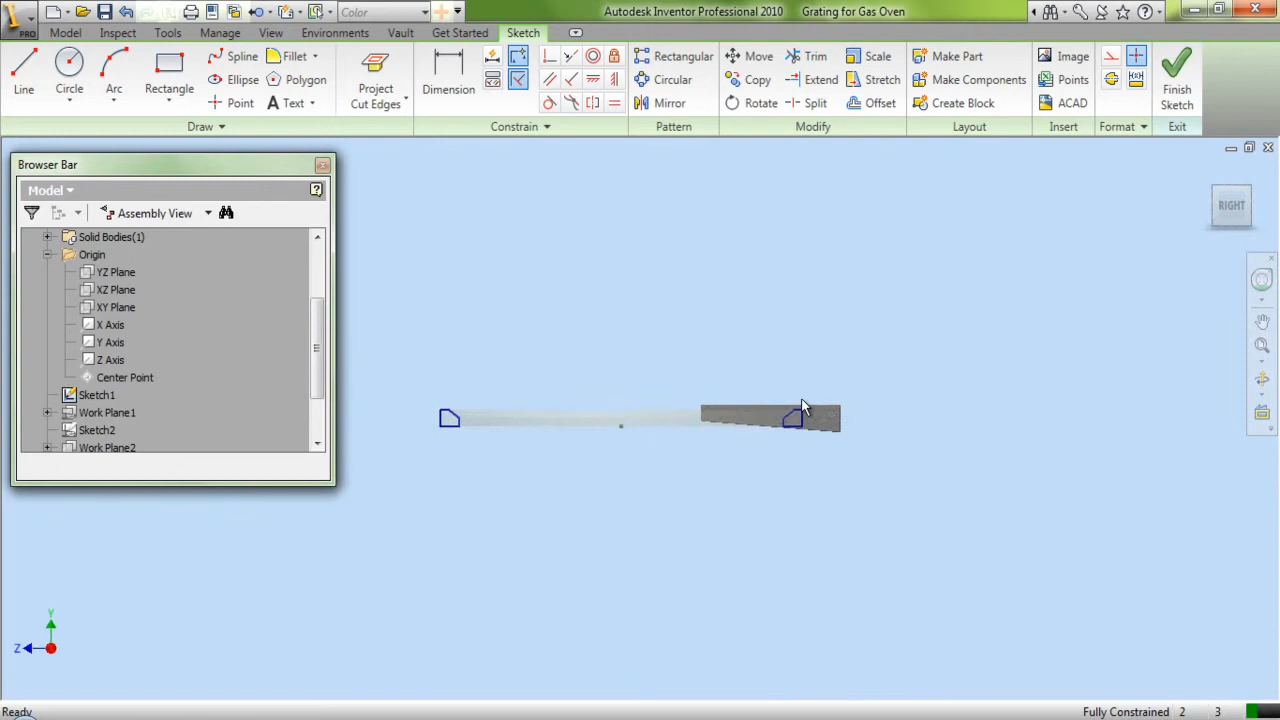 Color
Autodesk Inventor Professional 2010 Grating for Gas Oven
PRO Model Inspect Tools Manage View Environments Vault Get Started Sketch
Line Circle Arc Rectangle
Spline Fillet
Ellipse Polygon
Point Text
Dimension
Project
Cut Edges
Rectangular
Circular
Mirror
Move Trim Scale
Copy Extend Stretch
Rotate Split Offset
Make Part
Make Components
Create Block
Image
Points
ACAD
Finish
Sketch
Draw Constrain Pattern Modify Layout Insert Format Exit
Browser Bar
Model
Assembly View
Solid Bodies(1)
Origin
YZ Plane
XZ Plane
XY Plane
X Axis
Y Axis
Z Axis
Center Point
Sketch1
Work Plane1
Sketch2
Work Plane2
RIGHT
Y
Z
Ready Fully Constrained 2 3